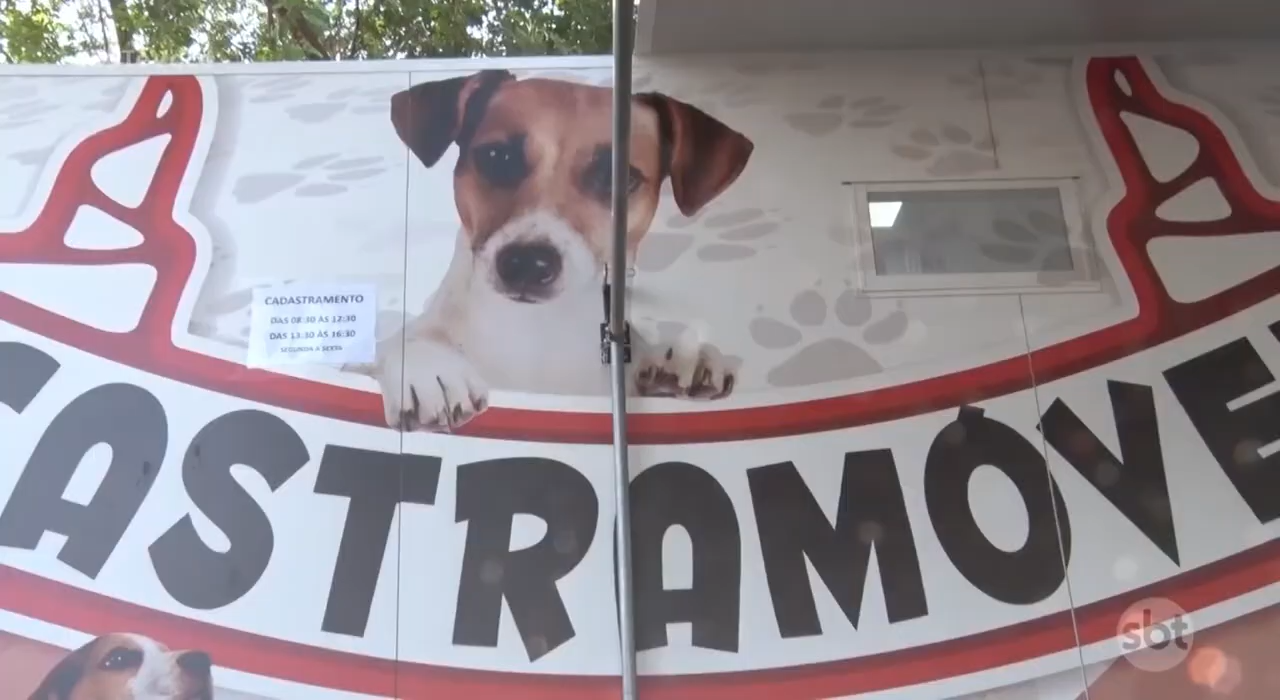 CADASTRAMENTO
DAS 08:30 ÀS 12:30
DAS 13:30 ÀS 16:30
SEGUNDA A SEXTA
CASTRAMÓVE
sbt